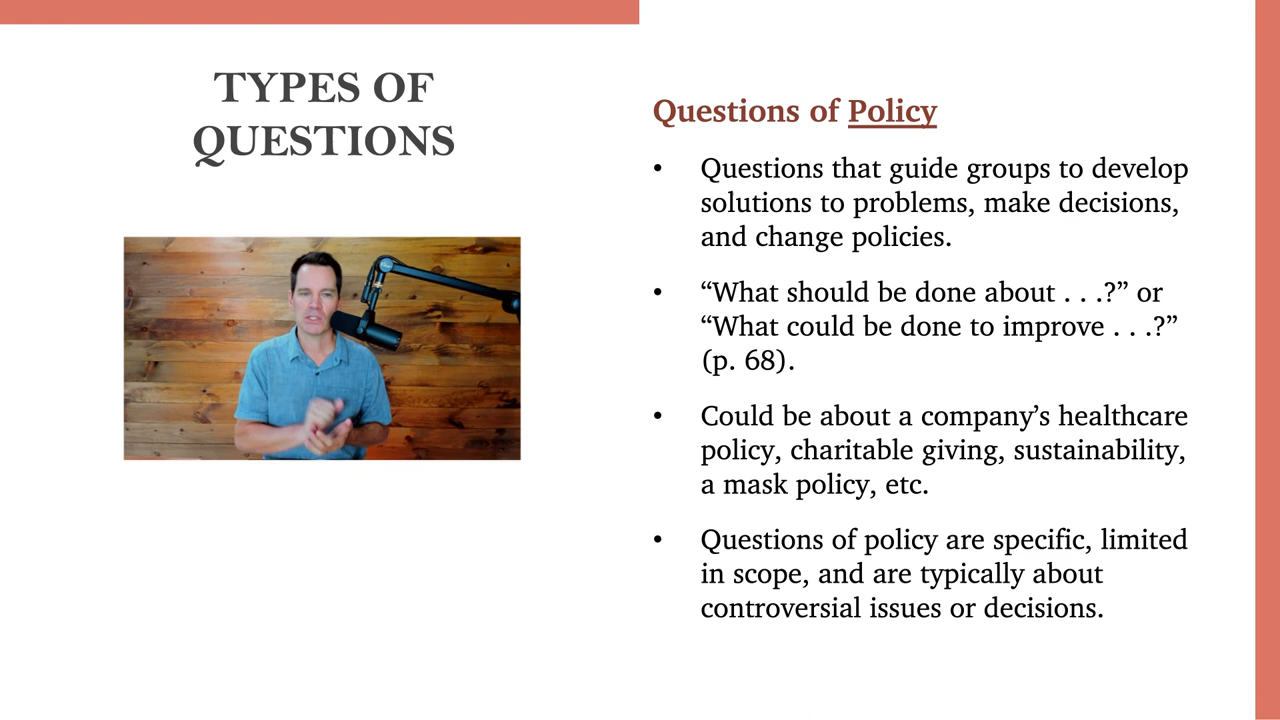 TYPES OF
QUESTIONS
Questions of Policy
• Questions that guide groups to develop
solutions to problems, make decisions,
and change policies.
• “What should be done about . . .?” or
“What could be done to improve . . .?”
(p. 68).
• Could be about a company’s healthcare
policy, charitable giving, sustainability,
a mask policy, etc.
• Questions of policy are specific, limited
in scope, and are typically about
controversial issues or decisions.